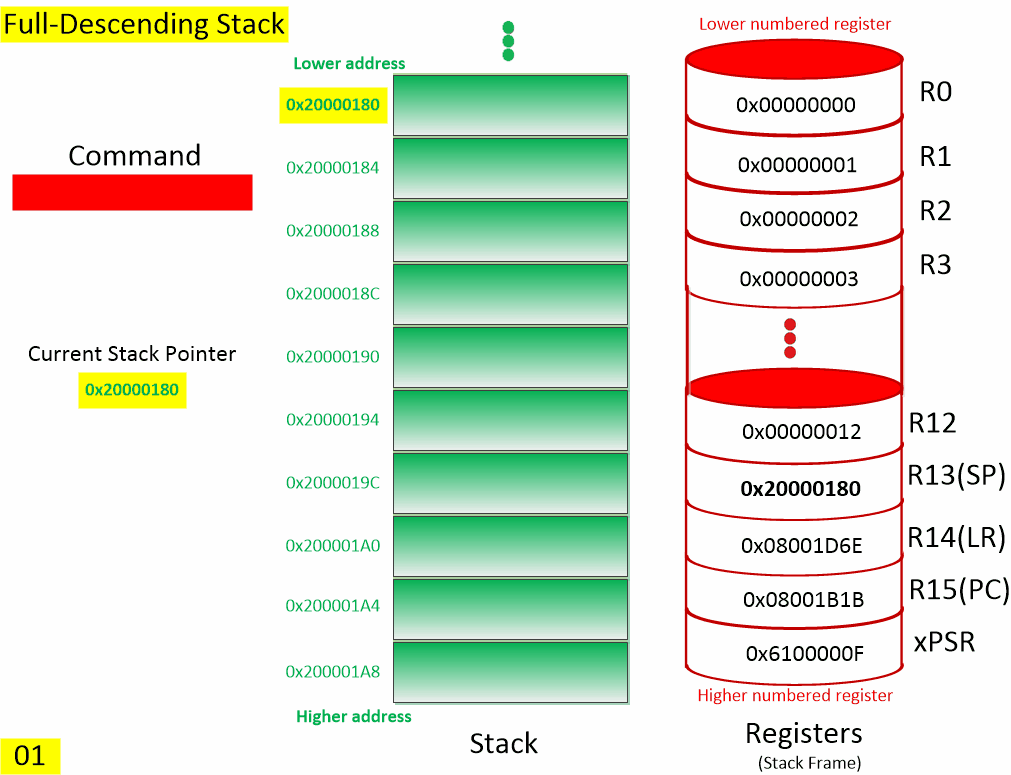 Full-Descending Stack
Lower numbered register
Lower address
0x20000180
0x20000184
0x20000188
0x2000018C
0x20000190
0x20000194
0x2000019C
0x200001A0
0x200001A4
0x200001A8
Higher address
Stack
Command
Current Stack Pointer
0x20000180
0x00000000 R0
0x00000001 R1
0x00000002 R2
0x00000003 R3
0x00000012 R12
0x20000180 R13(SP)
0x08001D6E R14(LR)
0x08001B1B R15(PC)
0x6100000F xPSR
Higher numbered register
Registers
(Stack Frame)
01